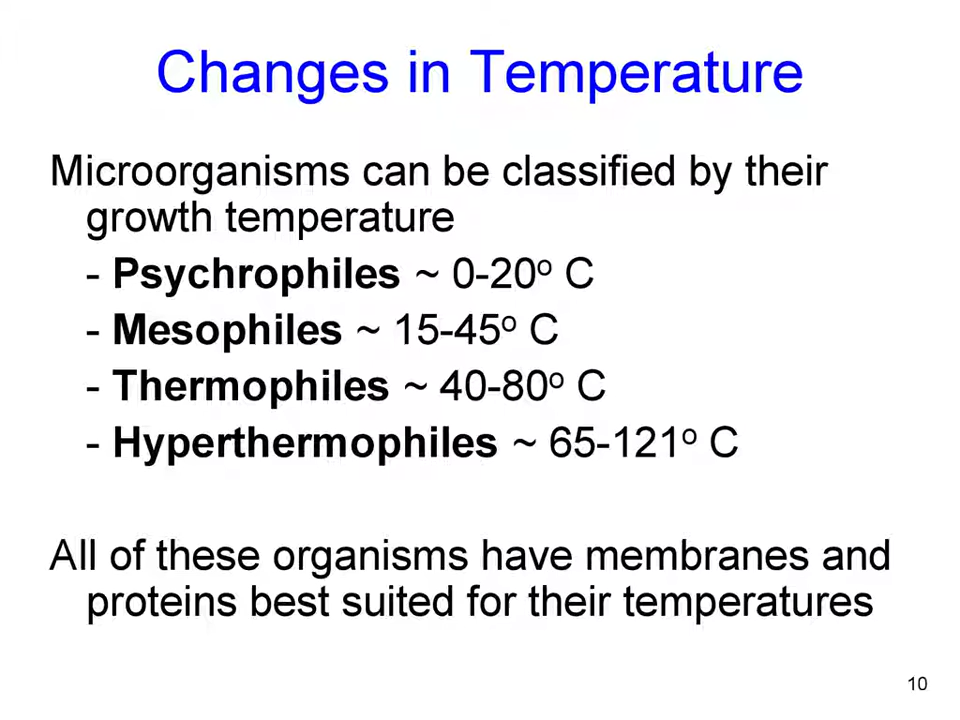 Changes in Temperature
Microorganisms can be classified by their
growth temperature
- Psychrophiles ~ 0-20º C
- Mesophiles ~ 15-45º C
- Thermophiles ~ 40-80º C
- Hyperthermophiles ~ 65-121º C
All of these organisms have membranes and
proteins best suited for their temperatures
10